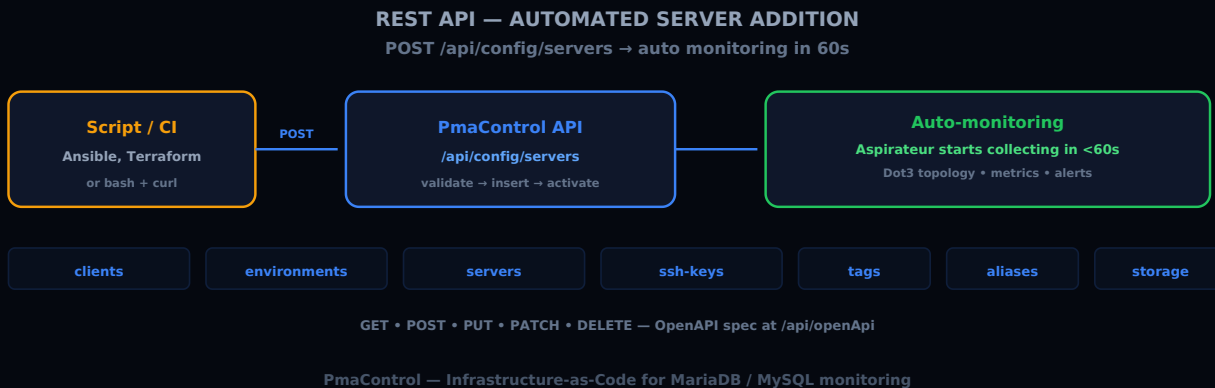 REST API — AUTOMATED SERVER ADDITION
POST /api/config/servers → auto monitoring in 60s
Script / CI
Ansible, Terraform
or bash + curl
POST
PmaControl API
/api/config/servers
validate → insert → activate
Auto-monitoring
Aspirateur starts collecting in <60s
Dot3 topology • metrics • alerts
clients
environments
servers
ssh-keys
tags
aliases
storage
GET • POST • PUT • PATCH • DELETE — OpenAPI spec at /api/openApi
PmaControl — Infrastructure-as-Code for MariaDB / MySQL monitoring